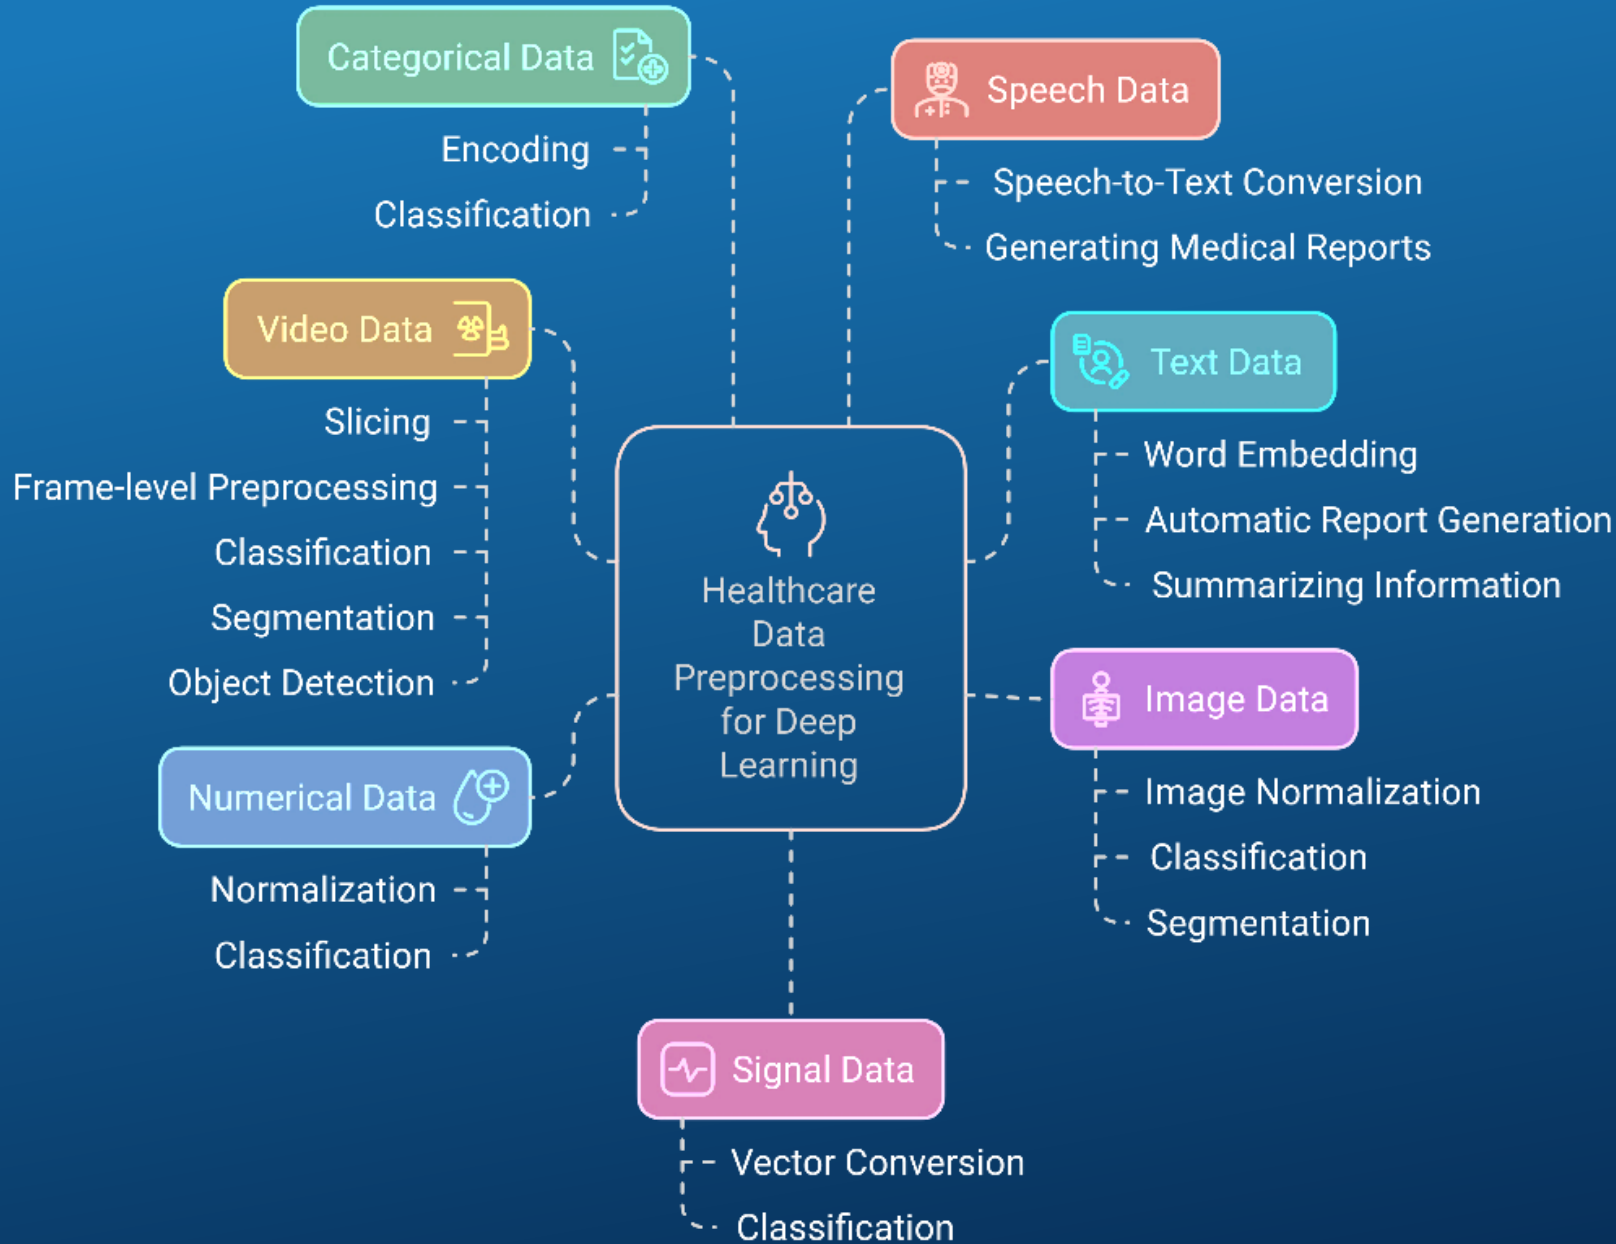 Categorical Data
Encoding
Classification
Speech Data
Speech-to-Text Conversion
Generating Medical Reports
Video Data
Slicing
Frame-level Preprocessing
Classification
Segmentation
Object Detection
Text Data
Word Embedding
Automatic Report Generation
Summarizing Information
Healthcare
Data
Preprocessing
for Deep
Learning
Image Data
Image Normalization
Classification
Segmentation
Numerical Data
Normalization
Classification
Signal Data
Vector Conversion
Classification